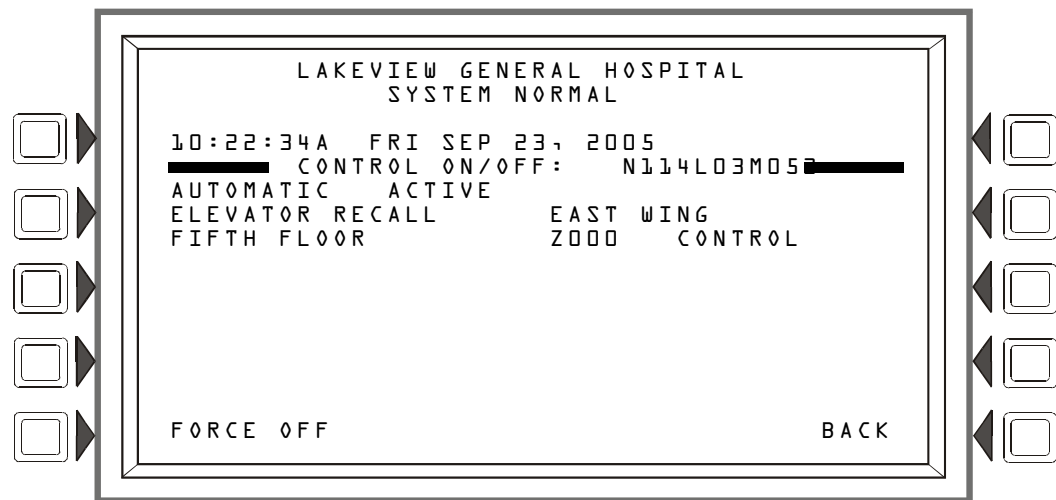 LAKEVIEW GENERAL HOSPITAL
SYSTEM NORMAL
10:22:34A FRI SEP 23, 2005
CONTROL ON/OFF:
AUTOMATIC ACTIVE
ELEVATOR RECALL EAST WING
FIFTH FLOOR Z000 CONTROL
FORCE OFF BACK